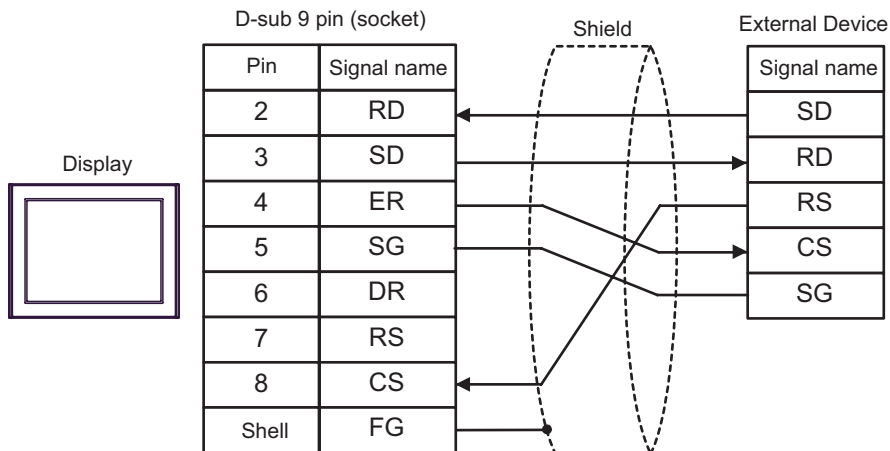 D-sub 9 pin (socket)
Shield
External Device
Pin Signal name
Signal name
2 RD
SD
3 SD
RD
Display
4 ER
RS
5 SG
CS
6 DR
SG
7 RS
8 CS
Shell FG